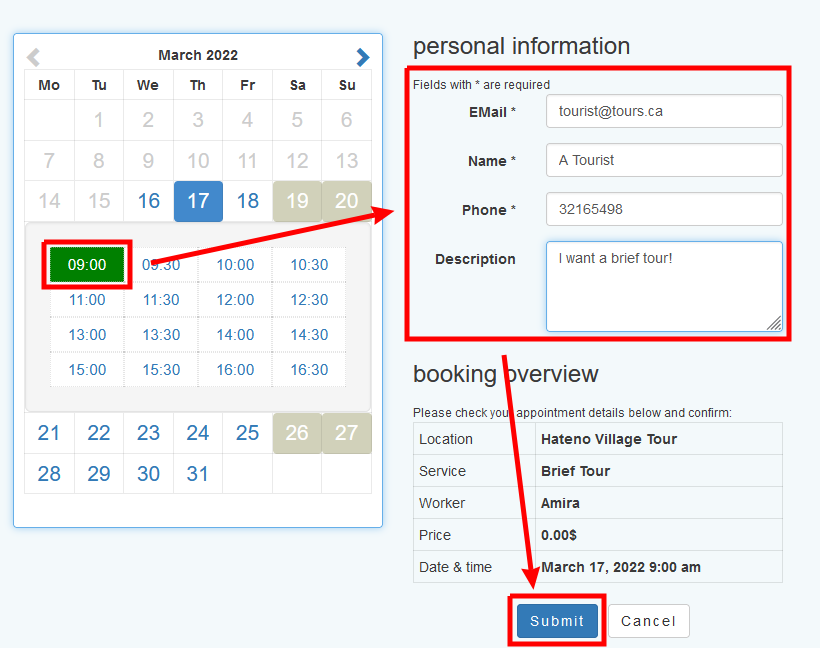 March 2022
Mo Tu We Th Fr Sa Su
1 2 3 4 5 6
7 8 9 10 11 12 13
14 15 16 17 18 19 20
09:00 09:30 10:00 10:30
11:00 11:30 12:00 12:30
13:00 13:30 14:00 14:30
15:00 15:30 16:00 16:30
21 22 23 24 25 26 27
28 29 30 31
personal information
Fields with * are required
EMail * tourist@tours.ca
Name * A Tourist
Phone * 32165498
Description I want a brief tour!
booking overview
Please check your appointment details below and confirm:
Location Hateno Village Tour
Service Brief Tour
Worker Amira
Price 0.00$
Date & time March 17, 2022 9:00 am
Submit Cancel